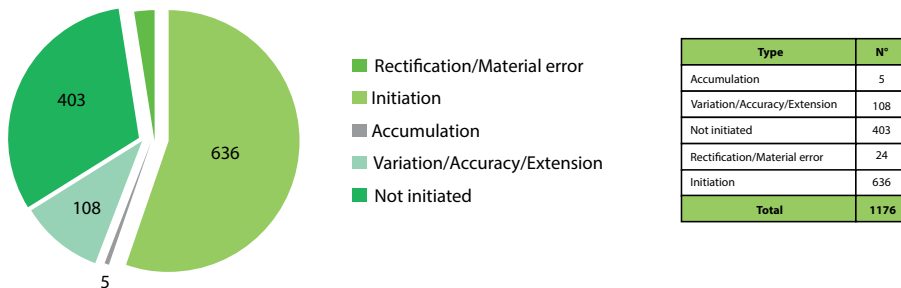 403
636
108
5
Rectification/Material error
Initiation
Accumulation
Variation/Accuracy/Extension
Not initiated
Type N°
Accumulation 5
Variation/Accuracy/Extension 108
Not initiated 403
Rectification/Material error 24
Initiation 636
Total 1176